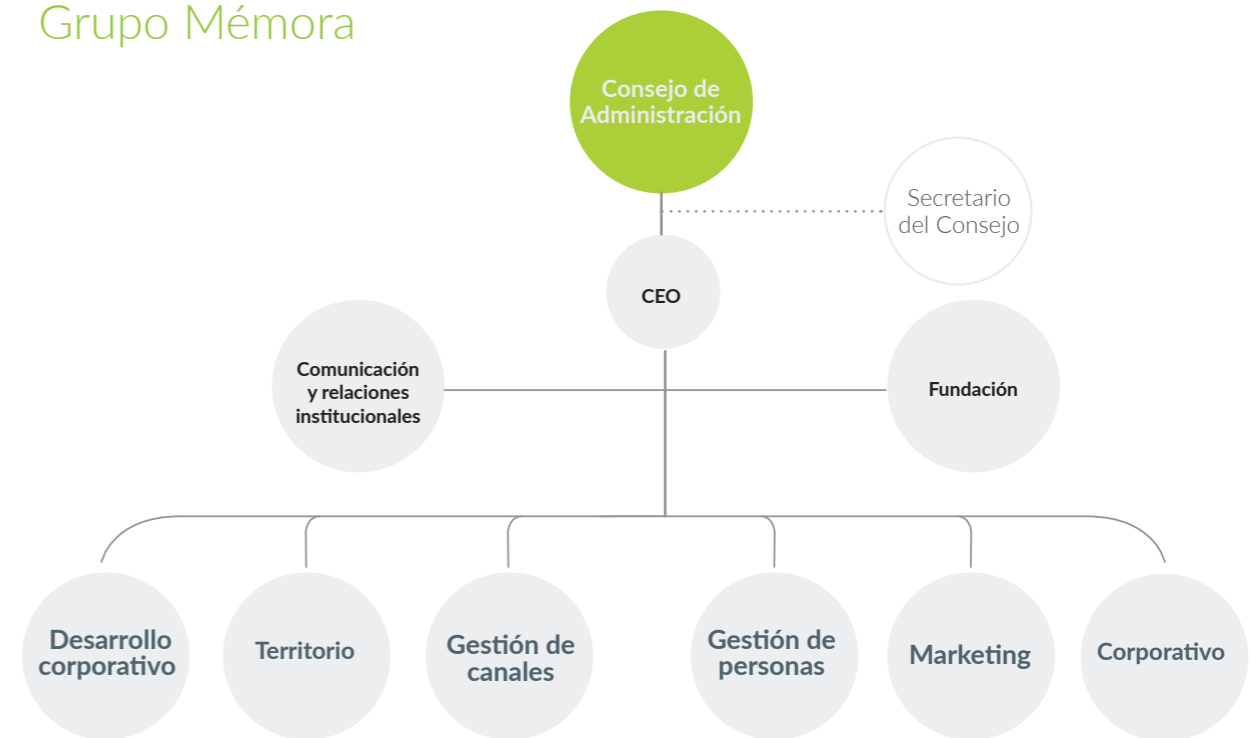 Grupo Mémora
Consejo de
Administración
Secretario
del Consejo
CEO
Comunicación
y relaciones
institucionales
Fundación
Desarrollo
corporativo
Territorio
Gestión de
canales
Gestión de
personas
Marketing
Corporativo